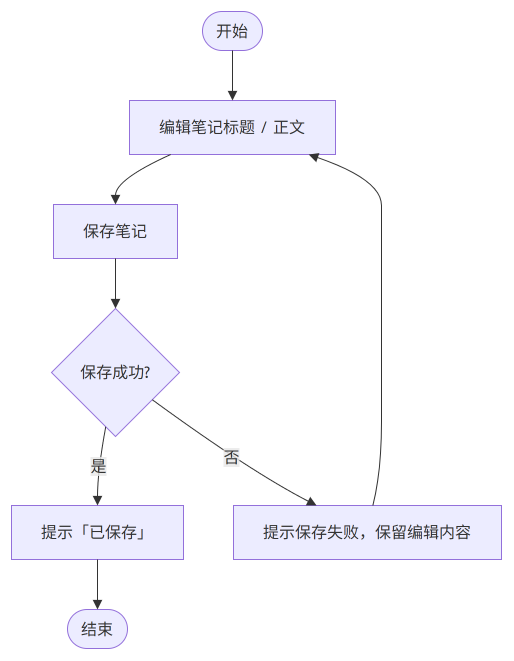 开始
编辑笔记标题 / 正文
保存笔记
保存成功?
是
否
提示「已保存」
提示保存失败，保留编辑内容
结束